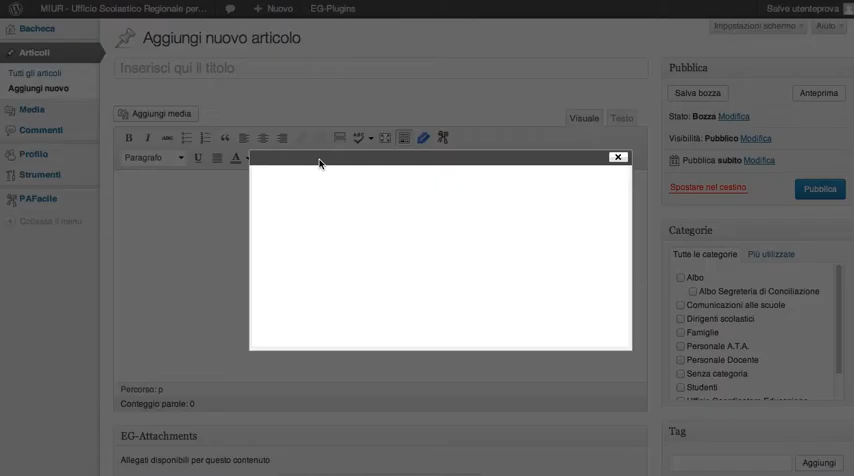 MIUR - Ufficio Scolastico Regionale per...
Nuovo
EG-Plugins
Salve utenteprova
Bacheca
Articoli
Tutti gli articoli
Aggiungi nuovo
Media
Commenti
Profilo
Strumenti
PAFacile
Collassa il menu
Impostazioni schermo
Aiuto
Aggiungi nuovo articolo
Inserisci qui il titolo
Aggiungi media
Visuale
Testo
B I ABC
ABC
Paragrafo
U
A
Percorso: p
Conteggio parole: 0
EG-Attachments
Allegati disponibili per questo contenuto
Pubblica
Salva bozza
Anteprima
Stato: Bozza Modifica
Visibilità: Pubblico Modifica
Pubblica subito Modifica
Spostare nel cestino
Pubblica
Categorie
Tutte le categorie
Più utilizzate
Albo
Albo Segreteria di Conciliazione
Comunicazioni alle scuole
Dirigenti scolastici
Famiglie
Personale A.T.A.
Personale Docente
Senza categoria
Studenti
Tag
Aggiungi